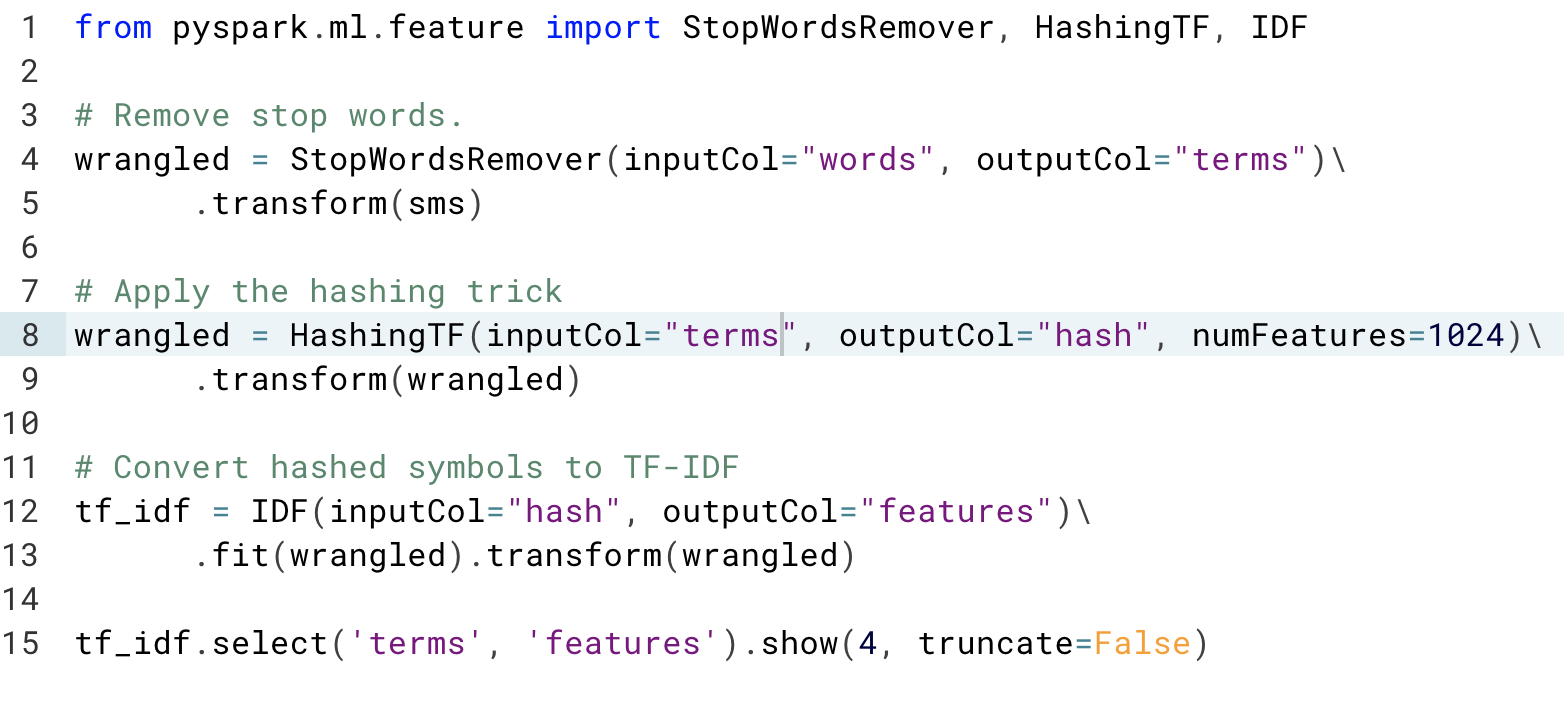 1 from pyspark.ml.feature import StopWordsRemover, HashingTF, IDF
2
3 # Remove stop words.
4 wrangled = StopWordsRemover(inputCol="words", outputCol="terms")\
5       .transform(sms)
6
7 # Apply the hashing trick
8 wrangled = HashingTF(inputCol="terms", outputCol="hash", numFeatures=1024)\
9       .transform(wrangled)
10
11 # Convert hashed symbols to TF-IDF
12 tf_idf = IDF(inputCol="hash", outputCol="features")\
13       .fit(wrangled).transform(wrangled)
14
15 tf_idf.select('terms', 'features').show(4, truncate=False)